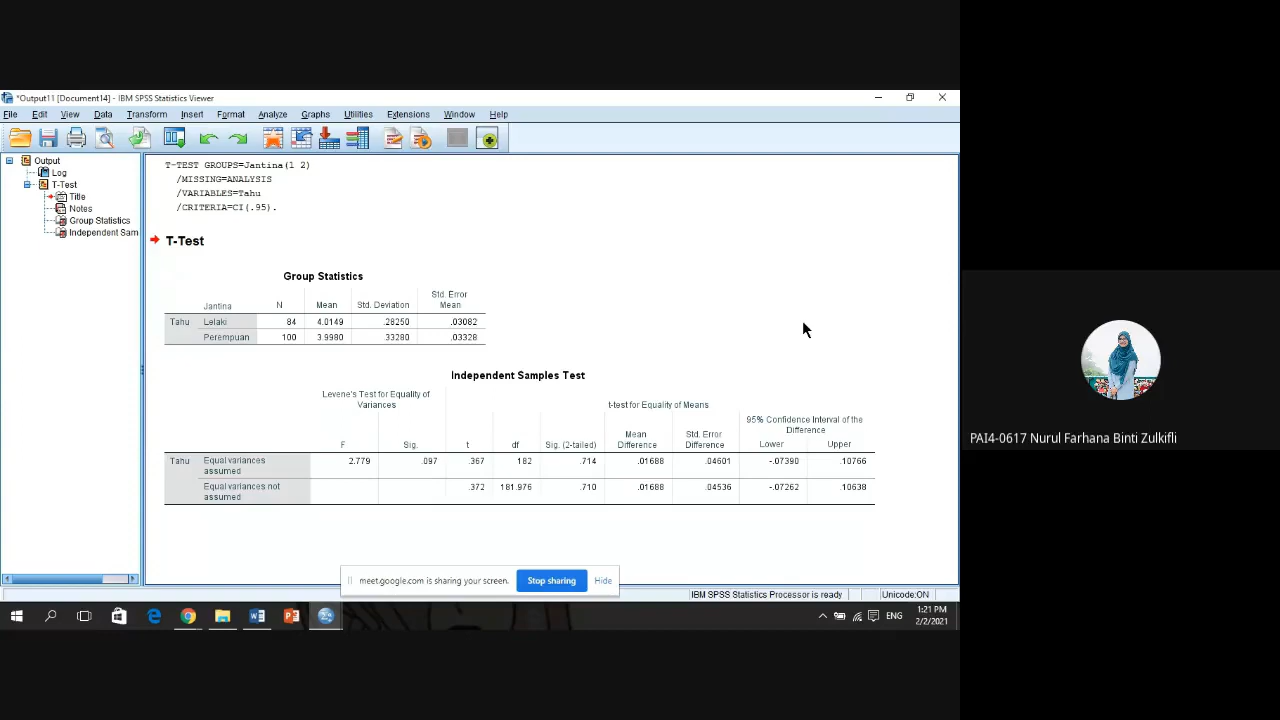 *Output11 [Document14] - IBM SPSS Statistics Viewer
File Edit View Data Transform Insert Format Analyze Graphs Utilities Extensions Window Help
Output
Log
T-Test
Title
Notes
Group Statistics
Independent Sam
T-TEST GROUPS=Jantina(1 2)
/MISSING=ANALYSIS
/VARIABLES=Tahu
/CRITERIA=CI(.95).
T-Test
Group Statistics
Jantina N Mean Std. Deviation Std. Error Mean
Tahu Lelaki 84 4.0149 .28250 .03082
Perempuan 100 3.9980 .33280 .03328
Independent Samples Test
Levene's Test for Equality of Variances
t-test for Equality of Means
95% Confidence Interval of the Difference
F Sig. t df Sig. (2-tailed) Mean Difference Std. Error Difference Lower Upper
Tahu Equal variances assumed 2.779 .097 .367 182 .714 .01688 .04601 -.07390 .10766
Equal variances not assumed .372 181.976 .710 .01688 .04536 -.07262 .10638
meet.google.com is sharing your screen. Stop sharing Hide
IBM SPSS Statistics Processor is ready Unicode:ON
ENG
1:21 PM
2/2/2021
PAI4-0617 Nurul Farhana Binti Zulkifli